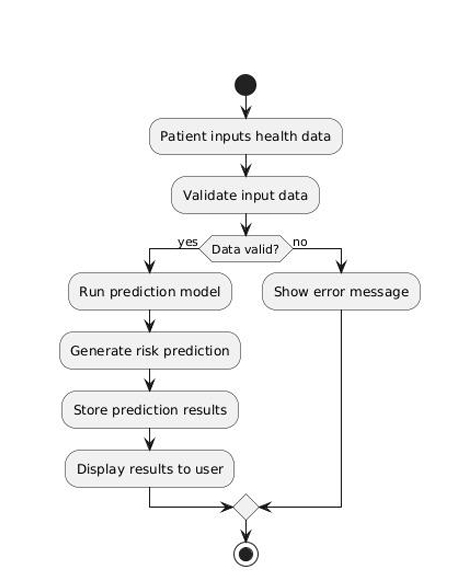 Patient inputs health data
Validate input data
Data valid?
yes
no
Run prediction model
Show error message
Generate risk prediction
Store prediction results
Display results to user